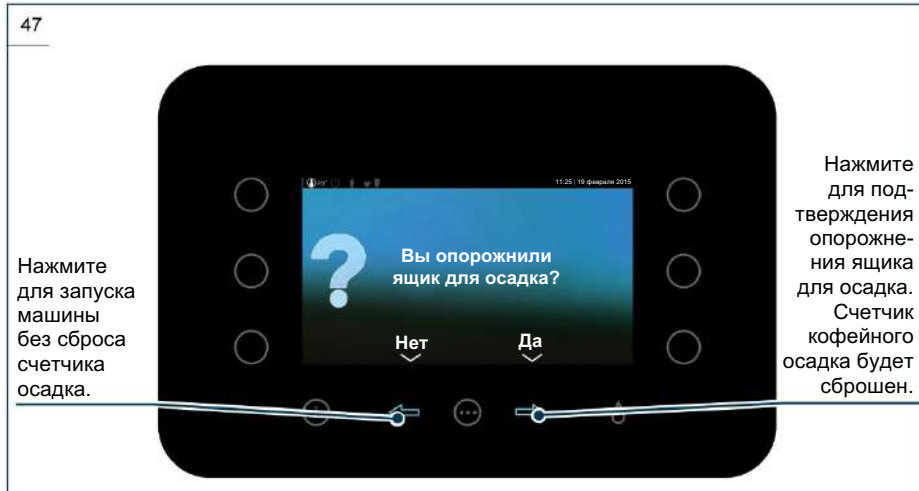 47
11:25 | 19 февраля 2015
Вы опорожнили
ящик для осадка?
Нет
Да
Нажмите
для запуска
машины
без сброса
счетчика
осадка.
Нажмите
для под-
тверждения
опорожне-
ния ящика
для осадка.
Счетчик
кофейного
осадка будет
сброшен.